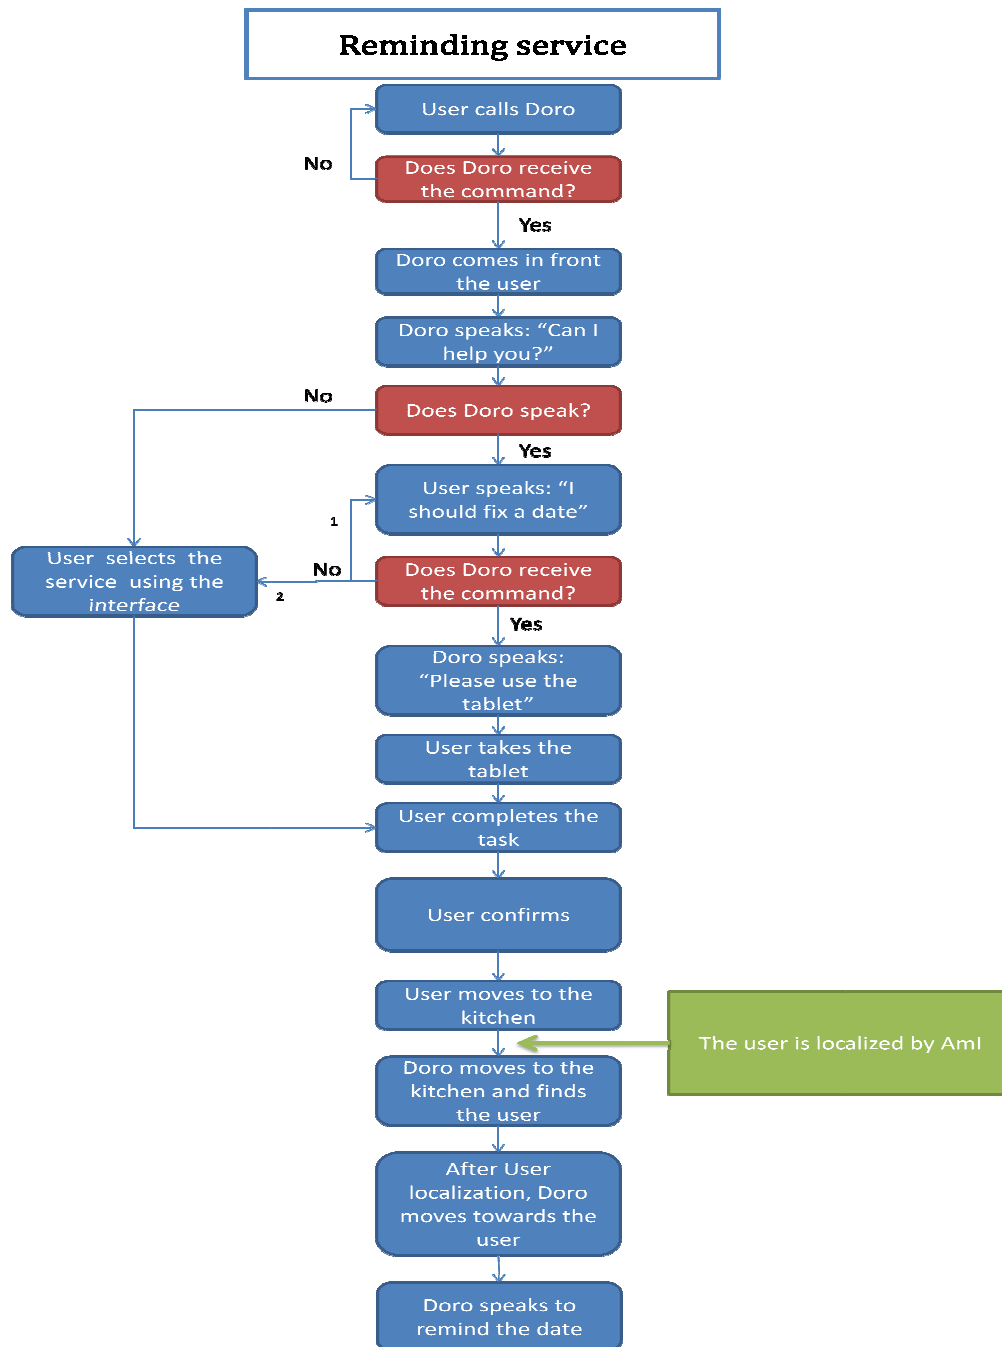 Reminding service
User calls Doro
No
Does Doro receive
the command?
Yes
Doro comes in front
the user
Doro speaks: “Can I
help you?”
No
Does Doro speak?
Yes
User speaks: “I
should fix a date”
1
User selects the
service using the
interface
No
2
Does Doro receive
the command?
Yes
Doro speaks:
“Please use the
tablet”
User takes the
tablet
User completes the
task
User confirms
User moves to the
kitchen
The user is localized by AmI
Doro moves to the
kitchen and finds
the user
After User
localization, Doro
moves towards the
user
Doro speaks to
remind the date